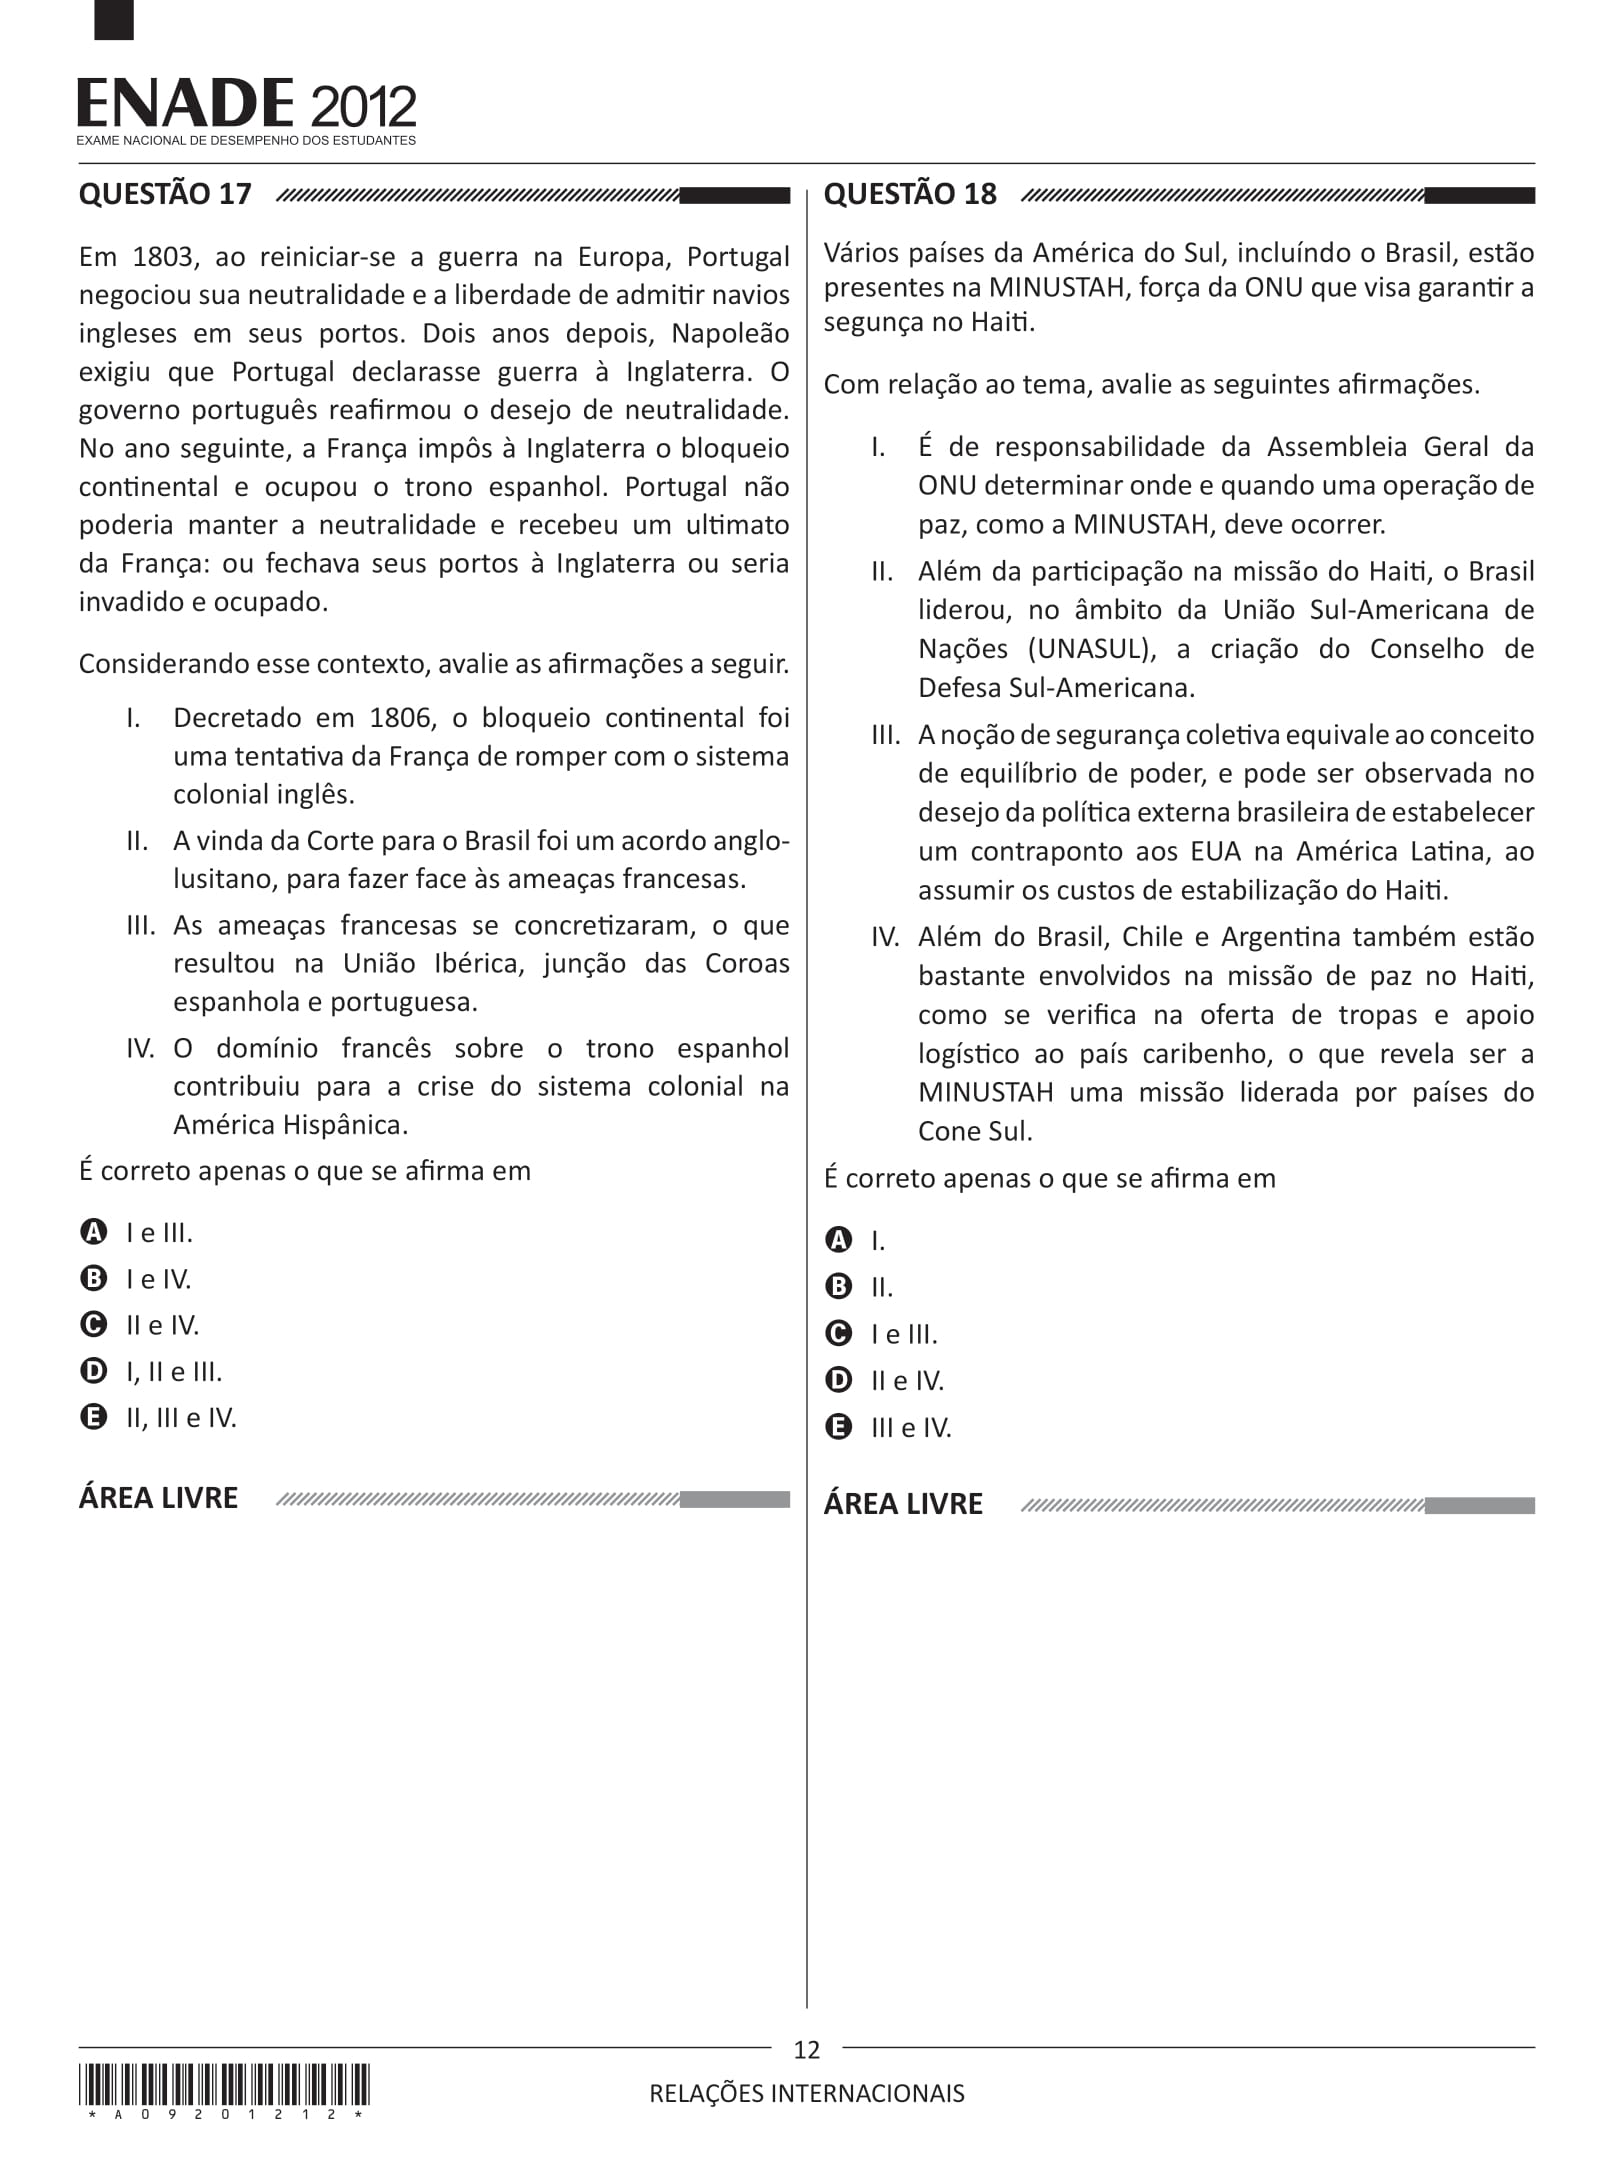 ENADE 2012
EXAME NACIONAL DE DESEMPENHO DOS ESTUDANTES
QUESTÃO 17
Em 1803, ao reiniciar-se a guerra na Europa, Portugal
negociou sua neutralidade e a liberdade de admitir navios
ingleses em seus portos. Dois anos depois, Napoleão
exigiu que Portugal declarasse guerra à Inglaterra. O
governo português reafirmou o desejo de neutralidade.
No ano seguinte, a França impôs à Inglaterra o bloqueio
continental e ocupou o trono espanhol. Portugal não
poderia manter a neutralidade e recebeu um ultimato
da França: ou fechava seus portos à Inglaterra ou seria
invadido e ocupado.
Considerando esse contexto, avalie as afirmações a seguir.
I. Decretado em 1806, o bloqueio continental foi
uma tentativa da França de romper com o sistema
colonial inglês.
II. A vinda da Corte para o Brasil foi um acordo anglo-
lusitano, para fazer face às ameaças francesas.
III. As ameaças francesas se concretizaram, o que
resultou na União Ibérica, junção das Coroas
espanhola e portuguesa.
IV. O domínio francês sobre o trono espanhol
contribuiu para a crise do sistema colonial na
América Hispânica.
É correto apenas o que se afirma em
A I e III.
B I e IV.
C II e IV.
D I, II e III.
E II, III e IV.
ÁREA LIVRE
QUESTÃO 18
Vários países da América do Sul, incluíndo o Brasil, estão
presentes na MINUSTAH, força da ONU que visa garantir a
segunça no Haiti.
Com relação ao tema, avalie as seguintes afirmações.
I. É de responsabilidade da Assembleia Geral da
ONU determinar onde e quando uma operação de
paz, como a MINUSTAH, deve ocorrer.
II. Além da participação na missão do Haiti, o Brasil
liderou, no âmbito da União Sul-Americana de
Nações (UNASUL), a criação do Conselho de
Defesa Sul-Americana.
III. A noção de segurança coletiva equivale ao conceito
de equilíbrio de poder, e pode ser observada no
desejo da política externa brasileira de estabelecer
um contraponto aos EUA na América Latina, ao
assumir os custos de estabilização do Haiti.
IV. Além do Brasil, Chile e Argentina também estão
bastante envolvidos na missão de paz no Haiti,
como se verifica na oferta de tropas e apoio
logístico ao país caribenho, o que revela ser a
MINUSTAH uma missão liderada por países do
Cone Sul.
É correto apenas o que se afirma em
A I.
B II.
C I e III.
D II e IV.
E III e IV.
ÁREA LIVRE
12
RELAÇÕES INTERNACIONAIS
*A09201212*